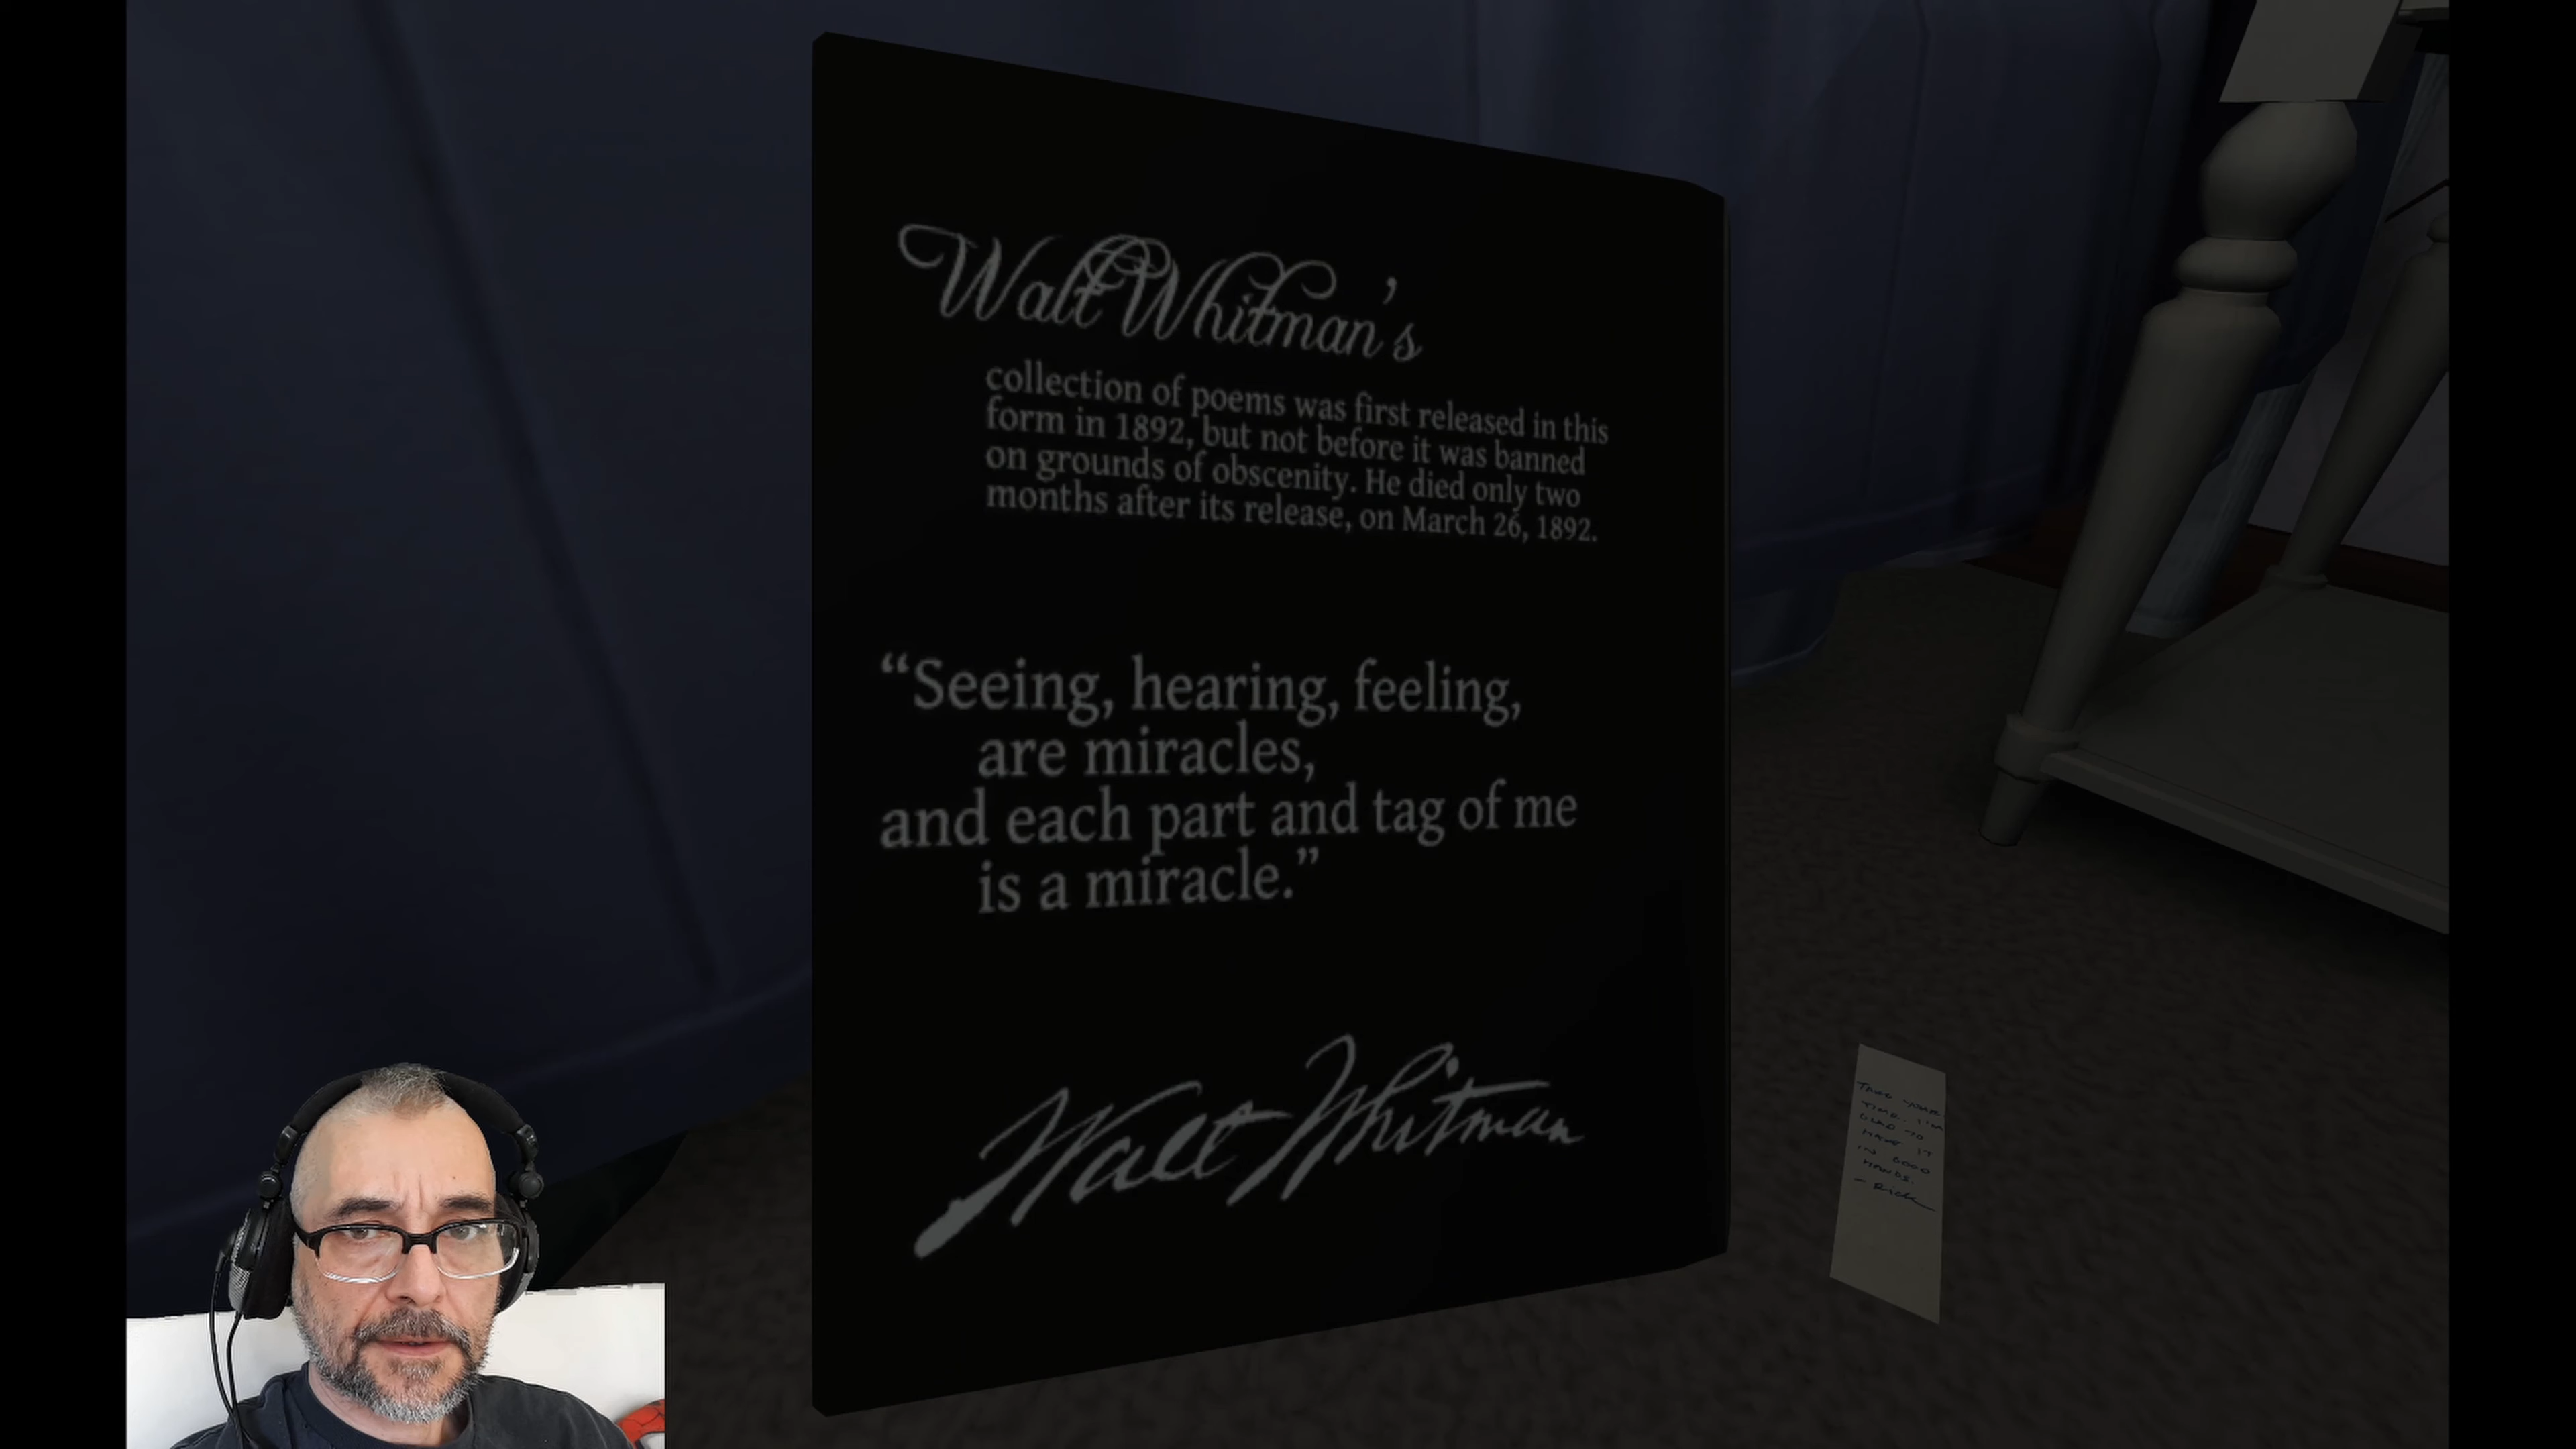 Walt Whitman's
collection of poems was first released in this
form in 1892, but not before it was banned
on grounds of obscenity. He died only two
months after its release, on March 26, 1892.
“Seeing, hearing, feeling,
are miracles,
and each part and tag of me
is a miracle.”
Walt Whitman
TAKE YOUR
TIME. I'M
GLAD TO
HAVE IT
IN GOOD
HANDS.
- Rick